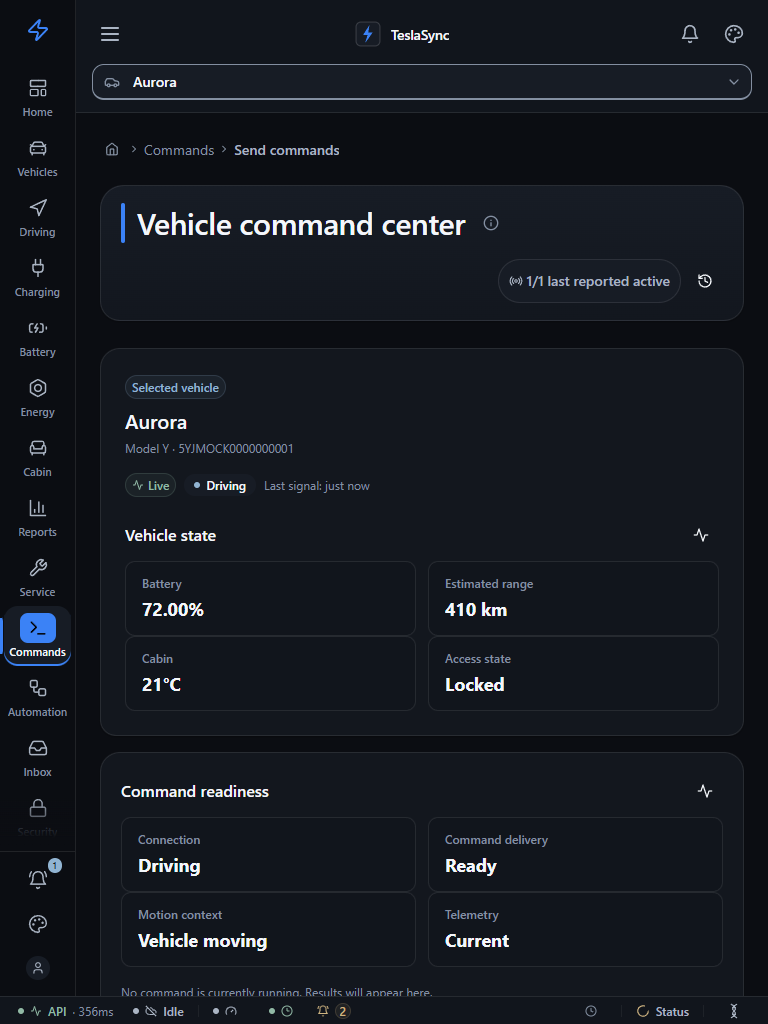 TeslaSync
Aurora
Home
Vehicles
Driving
Charging
Battery
Energy
Cabin
Reports
Service
Commands
Automation
Inbox
Security
1
Commands
Send commands
Vehicle command center
1/1 last reported active
Selected vehicle
Aurora
Model Y · 5YJMOCK0000000001
Live
Driving
Last signal: just now
Vehicle state
Battery
72.00%
Estimated range
410 km
Cabin
21°C
Access state
Locked
Command readiness
Connection
Driving
Command delivery
Ready
Motion context
Vehicle moving
Telemetry
Current
No command is currently running. Results will appear here.
API · 356ms
Idle
2
Status